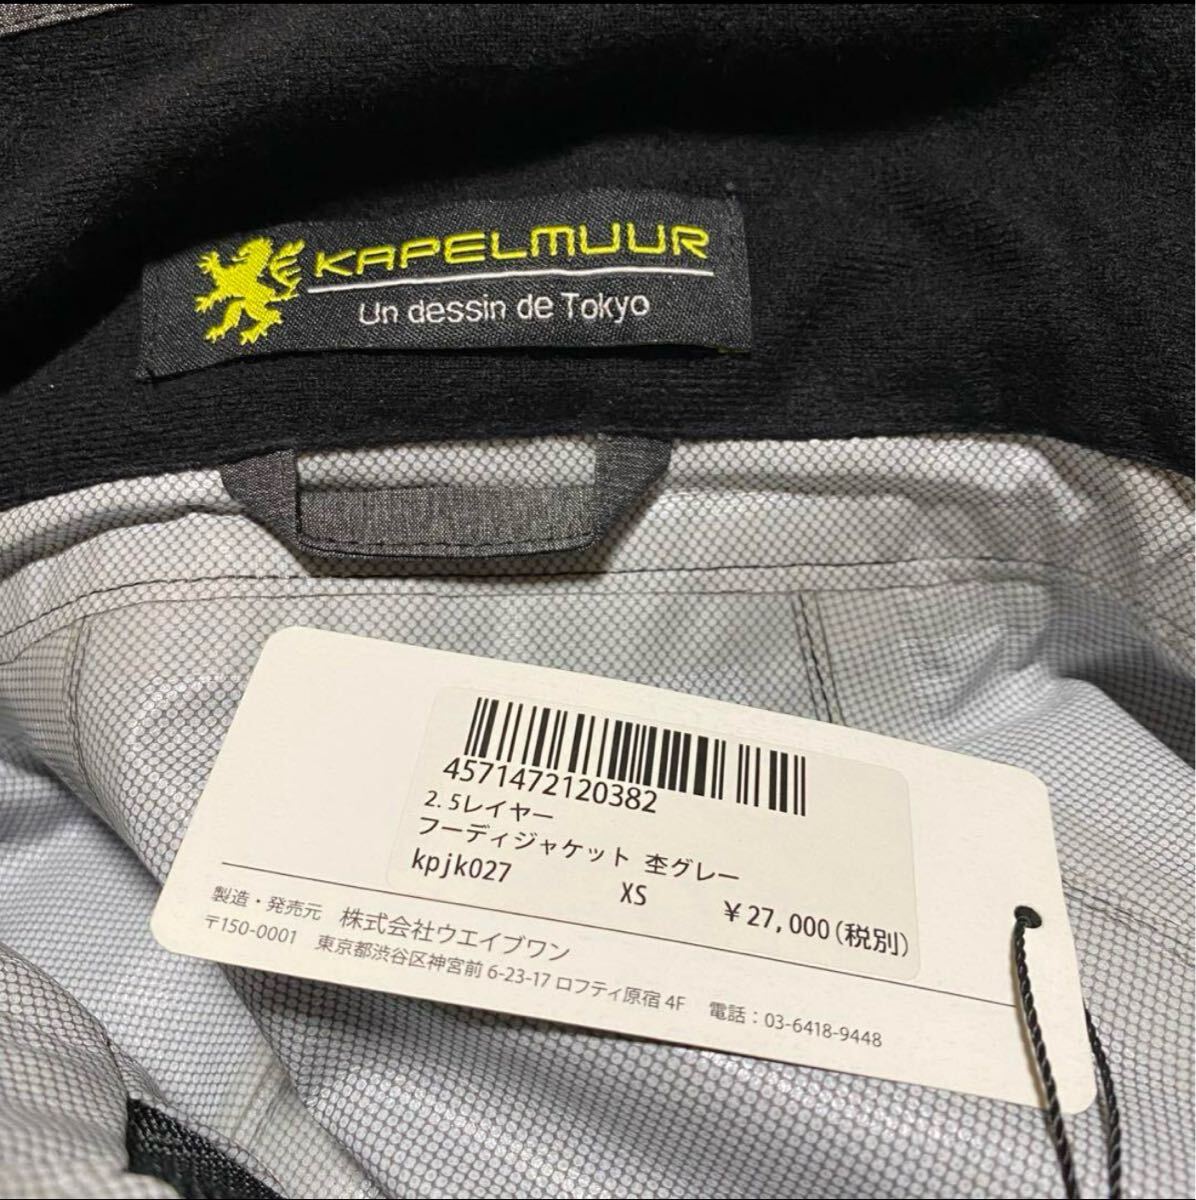 KAPELMUUR
Un dessin de Tokyo
4571472120382
2.5レイヤー
フーディジャケット 杢グレー
kpjk027 XS ¥27,000(税別)
製造・発売元 株式会社ウエイブワン
〒150-0001 東京都渋谷区神宮前 6-23-17 ロフティ原宿 4F 電話:03-6418-9448